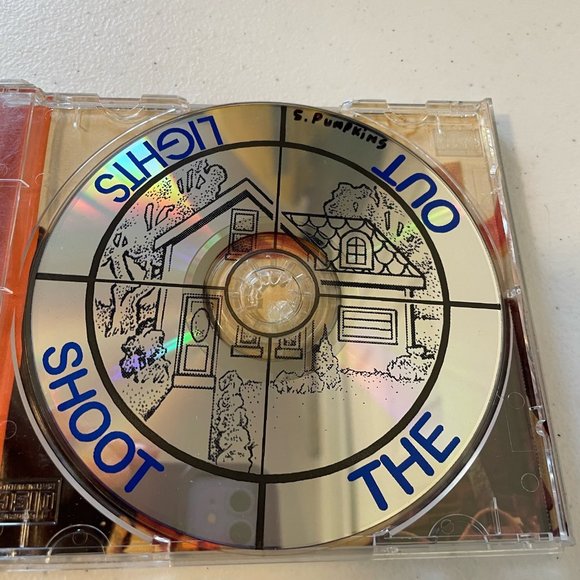 S. PUMPKINS
SHOOT
THE
OUT
LIGHTS